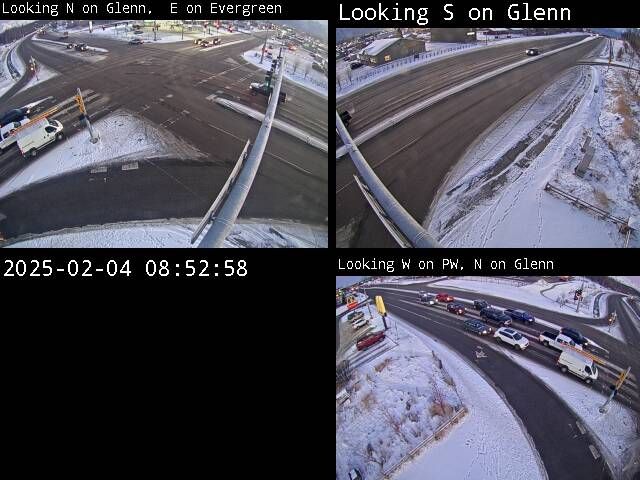 Looking N on Glenn,  E on Evergreen
Looking S on Glenn
2025-02-04 08:52:58
Looking W on PW, N on Glenn